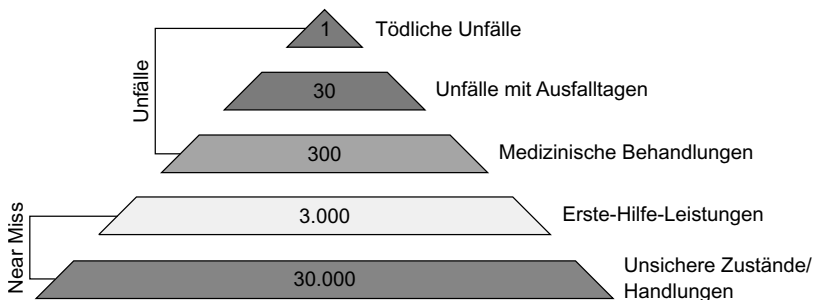 1 Tödliche Unfälle
30 Unfälle mit Ausfalltagen
300 Medizinische Behandlungen
Unfälle
3.000 Erste-Hilfe-Leistungen
30.000 Unsichere Zustände/
Handlungen
Near Miss